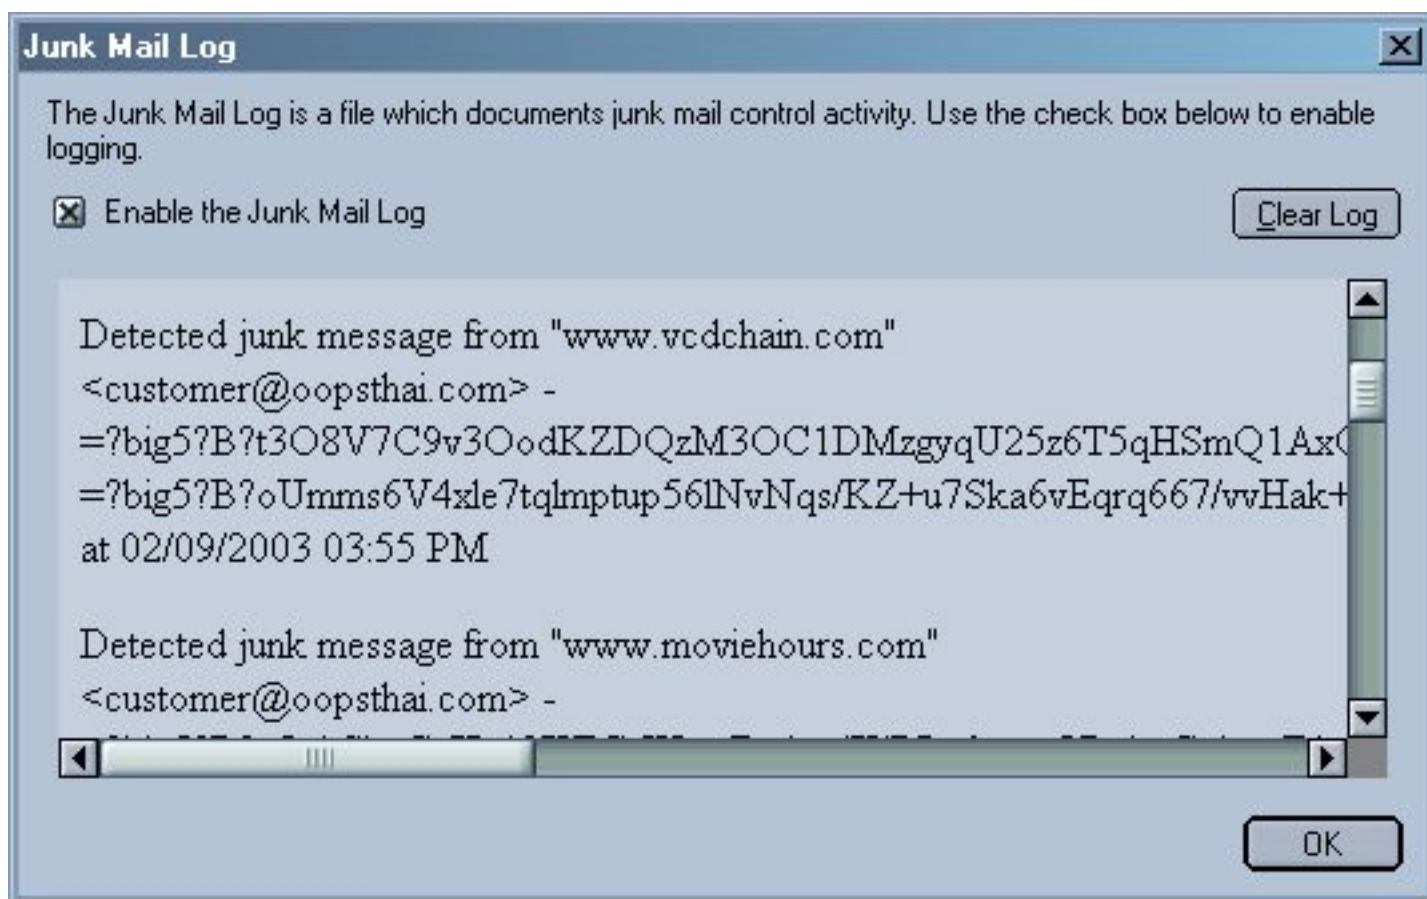 Junk Mail Log
The Junk Mail Log is a file which documents junk mail control activity. Use the check box below to enable
logging.
Enable the Junk Mail Log
Clear Log
Detected junk message from "www.vcdchain.com"
<customer@oopsthai.com> -
=?big5?B?t3O8V7C9v3OodKZDQzM3OC1DMzgyqU25z6T5qHSmQ1Ax
=?big5?B?oUmms6V4xle7tqlmptup56lNvNqs/KZ+u7Ska6vEqrq667/vvHak+
at 02/09/2003 03:55 PM
Detected junk message from "www.moviehours.com"
<customer@oopsthai.com> -
OK